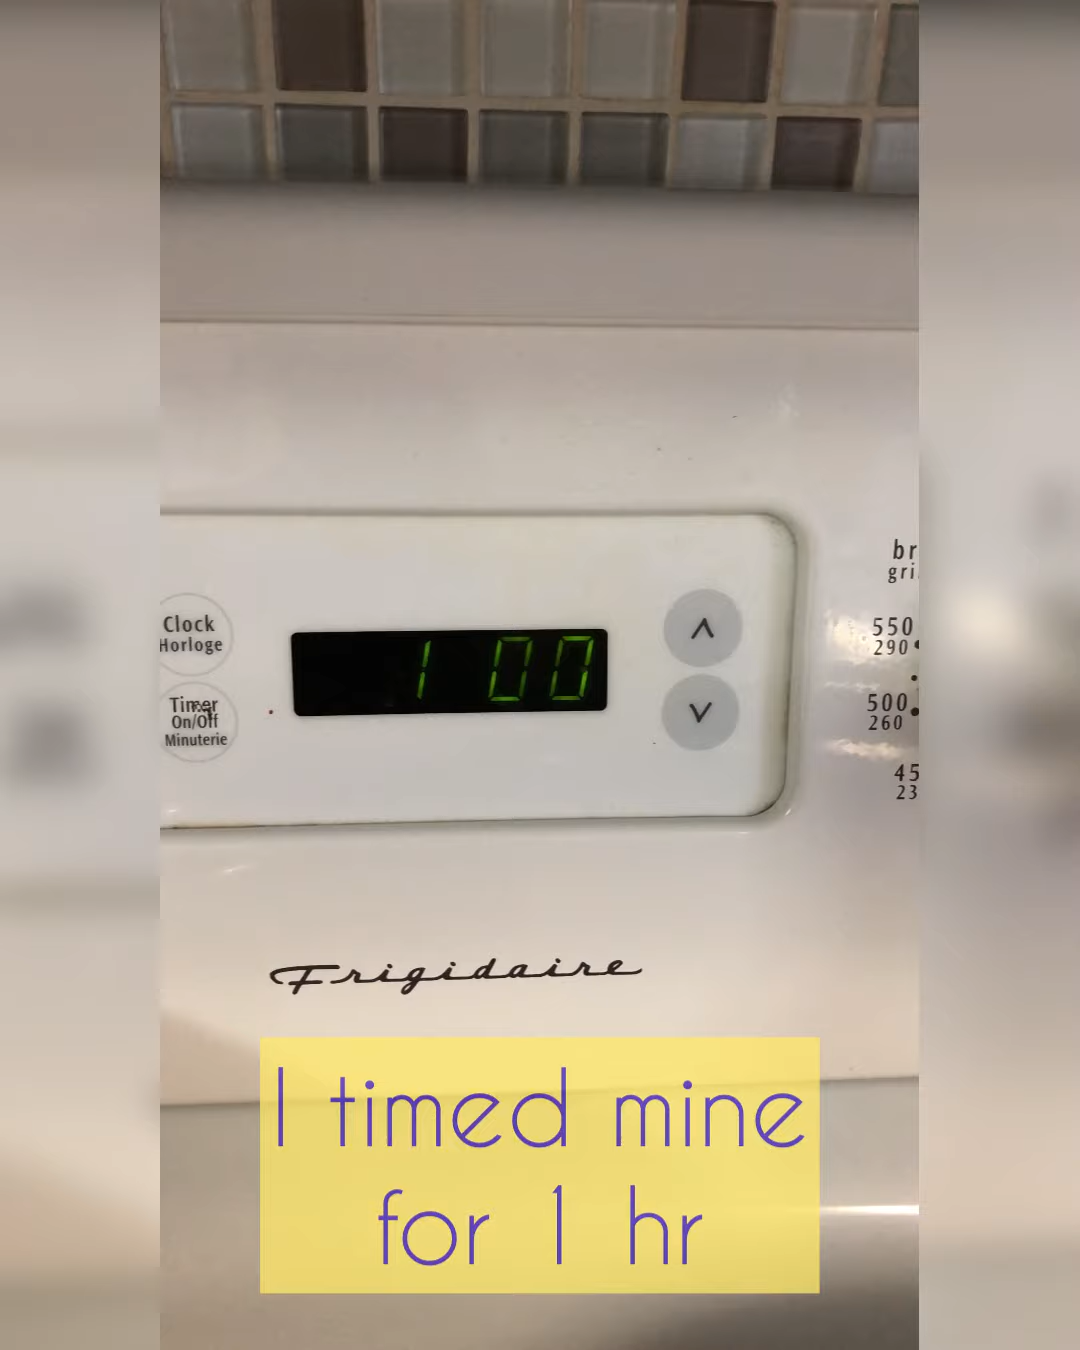 br
gri
Clock
Horloge
550
290
1 00
Timer
On/Off
Minuterie
500
260
45
23
Frigidaire
I timed mine
for 1 hr